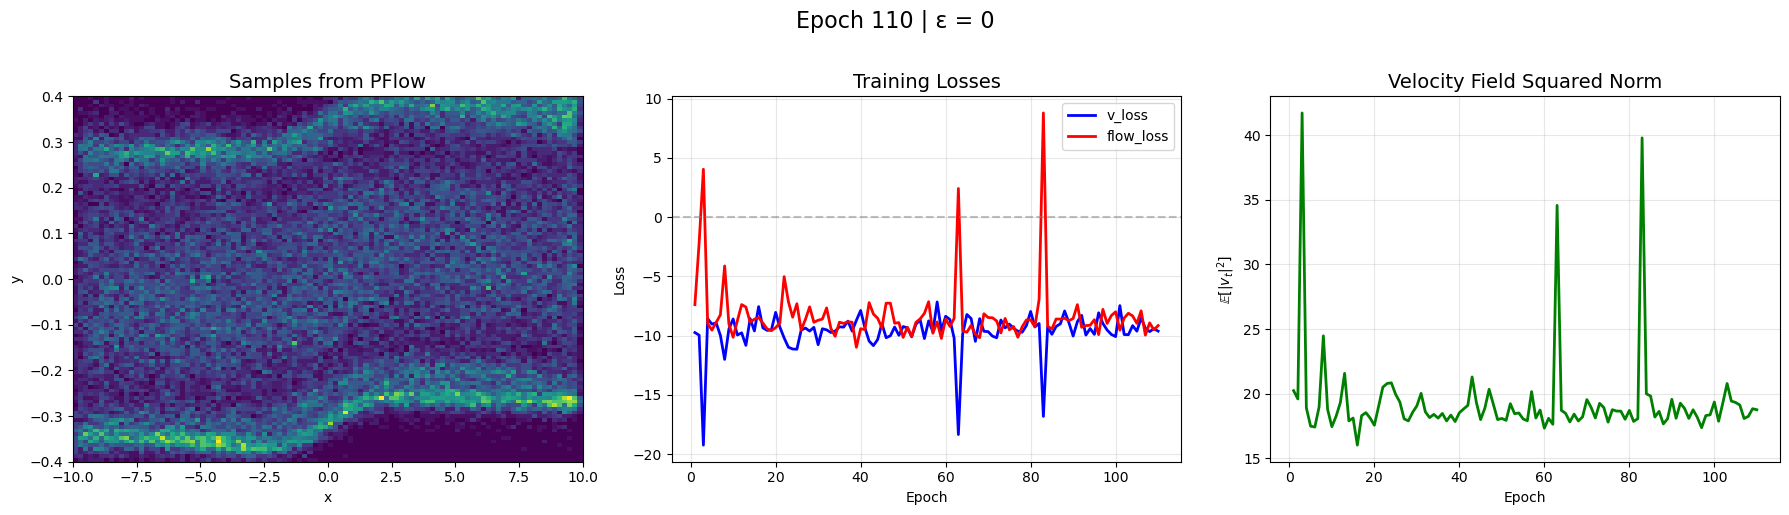 Epoch 110 | ε = 0
Samples from PFlow
0.4
0.3
0.2
0.1
0.0
−0.1
−0.2
−0.3
−0.4
y
−10.0 −7.5 −5.0 −2.5 0.0 2.5 5.0 7.5 10.0
x
Training Losses
v_loss
flow_loss
10
5
0
−5
−10
−15
−20
Loss
0 20 40 60 80 100
Epoch
Velocity Field Squared Norm
40
35
30
25
20
15
𝔼[|v_t|²]
0 20 40 60 80 100
Epoch